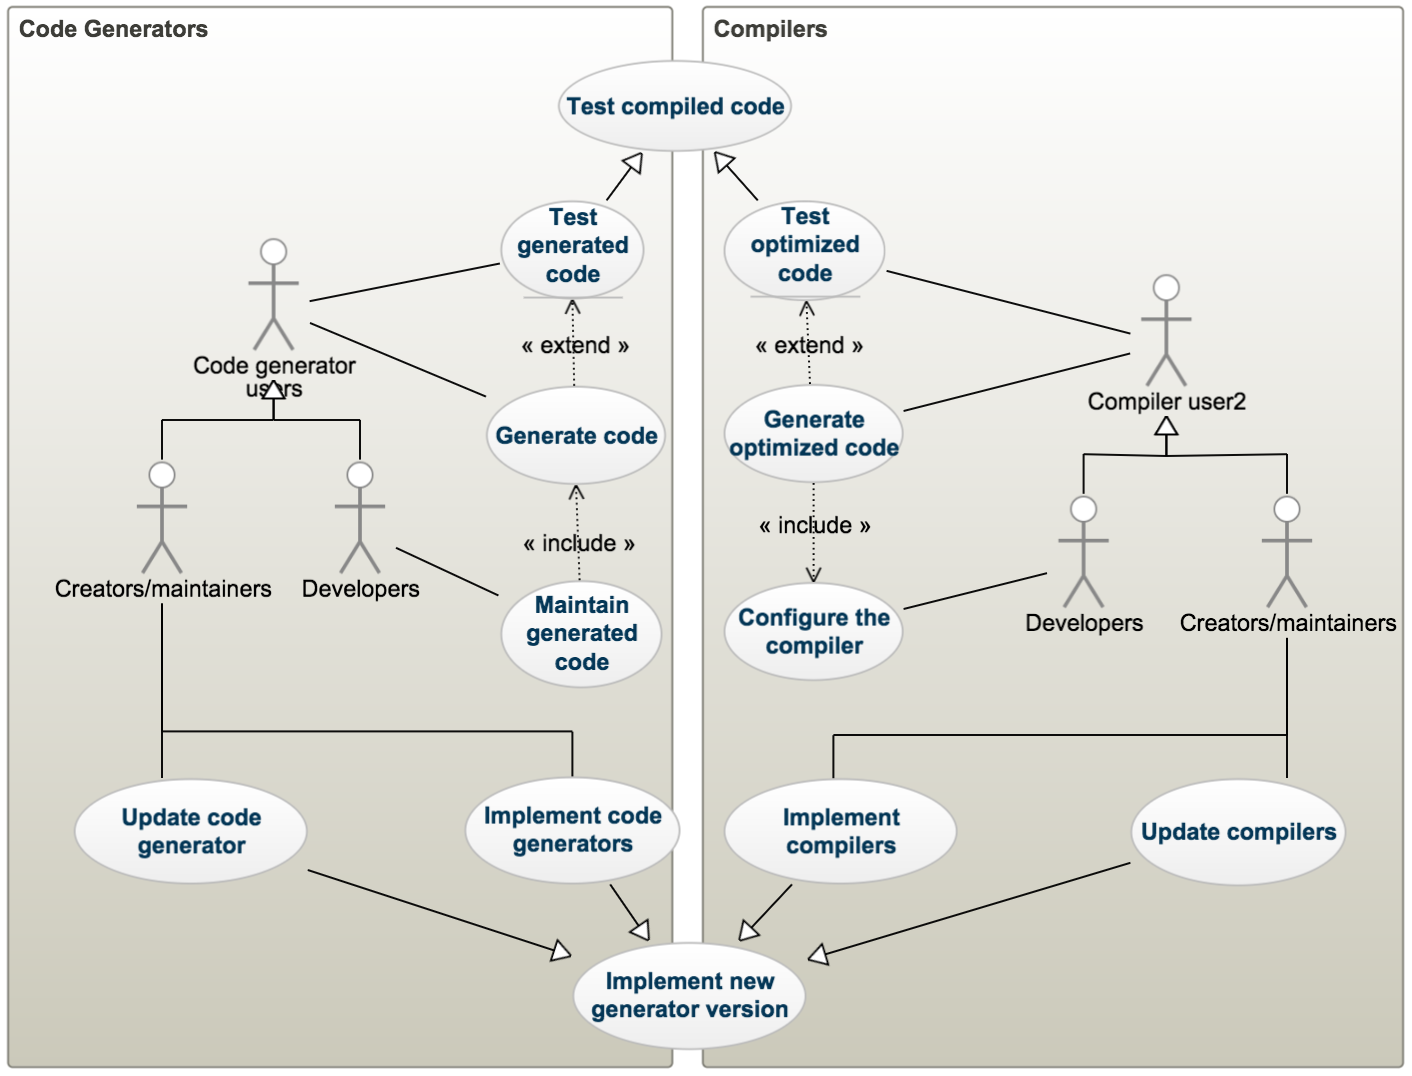 Code Generators
Compilers
Test compiled code
Test
generated
code
Test
optimized
code
« extend »
« extend »
Code generator
users
Compiler user2
Generate code
Generate
optimized code
« include »
« include »
Creators/maintainers
Developers
Maintain
generated
code
Configure the
compiler
Developers
Creators/maintainers
Update code
generator
Implement code
generators
Implement
compilers
Update compilers
Implement new
generator version